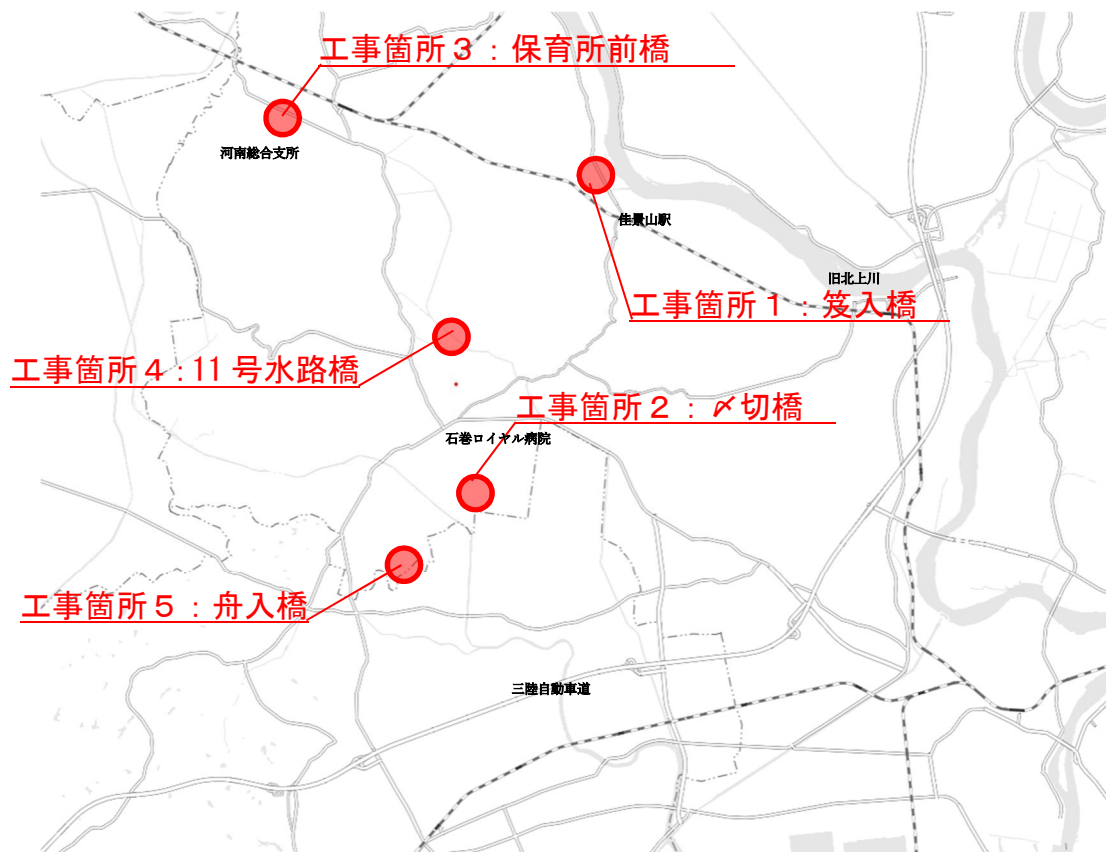 工事箇所３：保育所前橋
河南総合支所
佳景山駅
旧北上川
工事箇所１：笈入橋
工事箇所４：11号水路橋
工事箇所２：〆切橋
石巻ロイヤル病院
工事箇所５：舟入橋
三陸自動車道